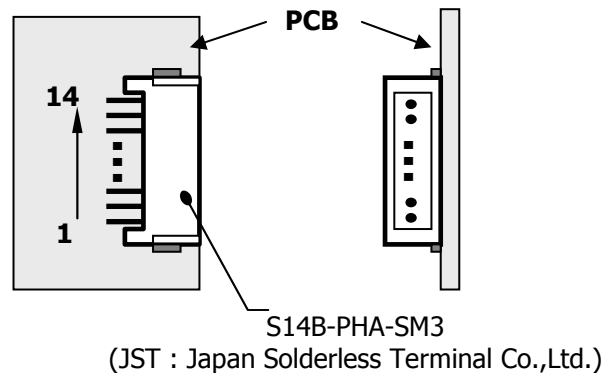 PCB
14
1
S14B-PHA-SM3
(JST : Japan Solderless Terminal Co.,Ltd.)